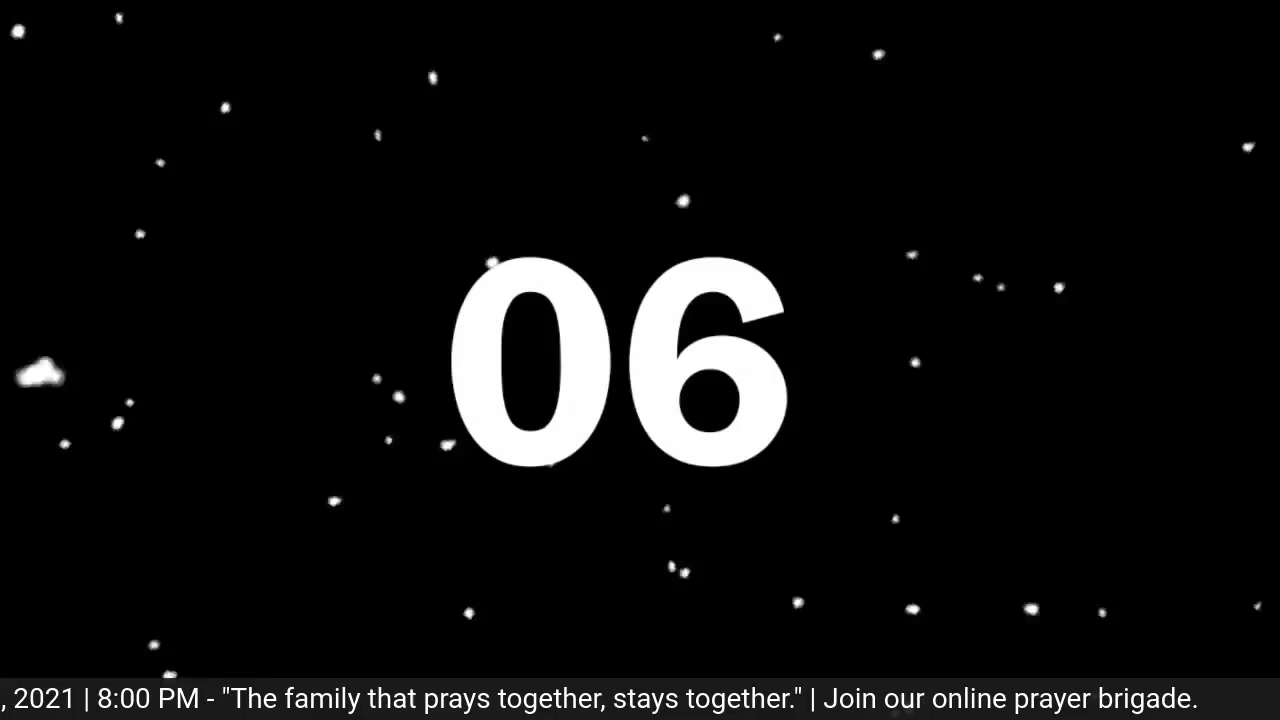 06
, 2021 | 8:00 PM - "The family that prays together, stays together." | Join our online prayer brigade.